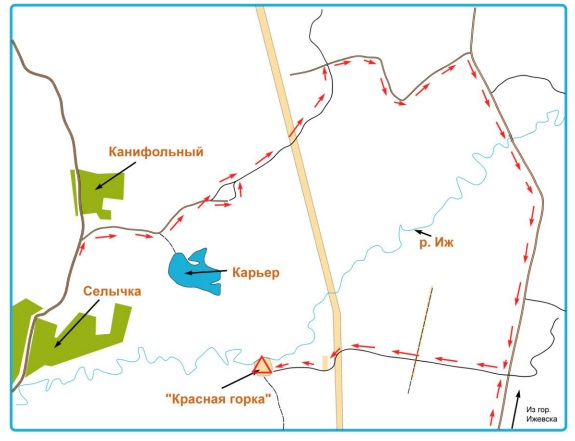 Канифольный
р. Иж
Карьер
Селычка
"Красная горка"
Из гор.
Ижевска